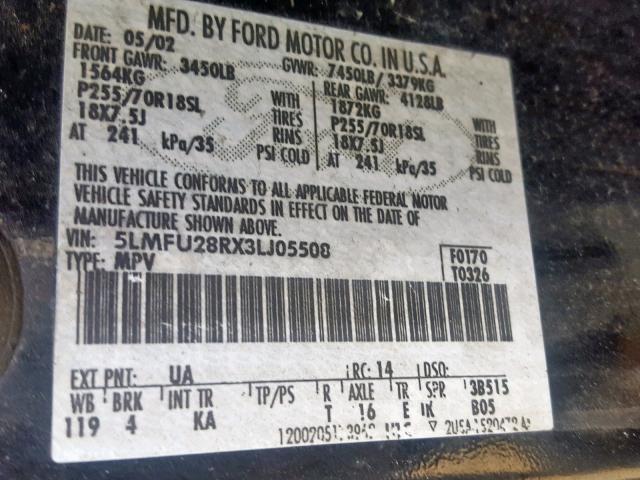 MFD. BY FORD MOTOR CO. IN U.S.A.
DATE: 05/02 GVWR: 7450LB/ 3379KG
FRONT GAWR: 3450LB REAR GAWR: 4128LB
1564KG WITH 1872KG WITH
P255/70R18SL TIRES P255/70R18SL TIRES
18X7.5J RINS 18X7.5J RINS
AT 241 kPa/35 PSI COLD AT 241 kPa/35 PSI COLD
THIS VEHICLE CONFORMS TO ALL APPLICABLE FEDERAL MOTOR
VEHICLE SAFETY STANDARDS IN EFFECT ON THE DATE OF
MANUFACTURE SHOWN ABOVE.
VIN: 5LMFU28RX3LJ05508 F0170
TYPE: MPV T0326
EXT PNT: UA RC: 14 DSO:
WB BRK INT TR TP/PS R AXLE TR SPR 3B515
119 4 KA T 16 E IK B05